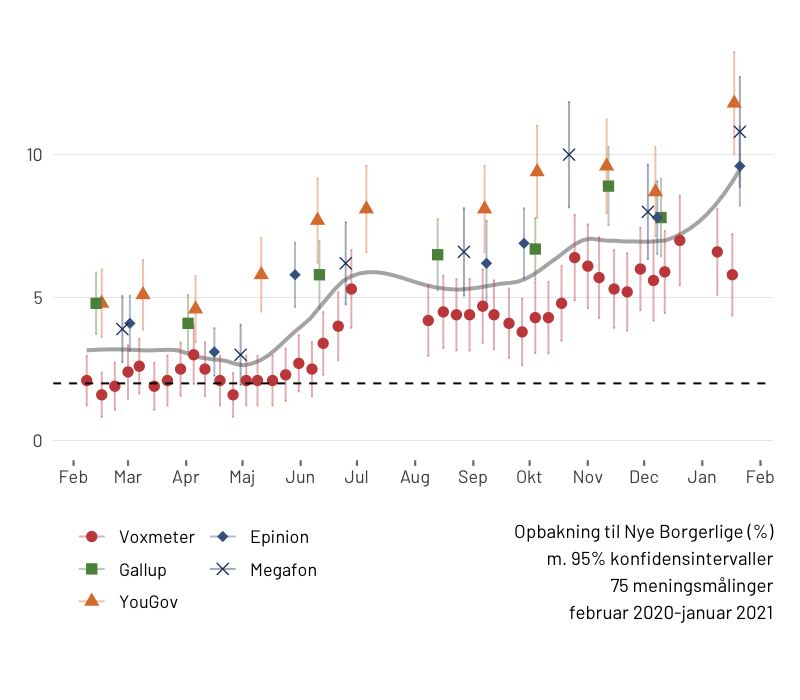 10
5
0
Feb Mar Apr Maj Jun Jul Aug Sep Okt Nov Dec Jan Feb
Voxmeter Epinion
Gallup Megafon
YouGov
Opbakning til Nye Borgerlige (%)
m. 95% konfidensintervaller
75 meningsmålinger
februar 2020-januar 2021